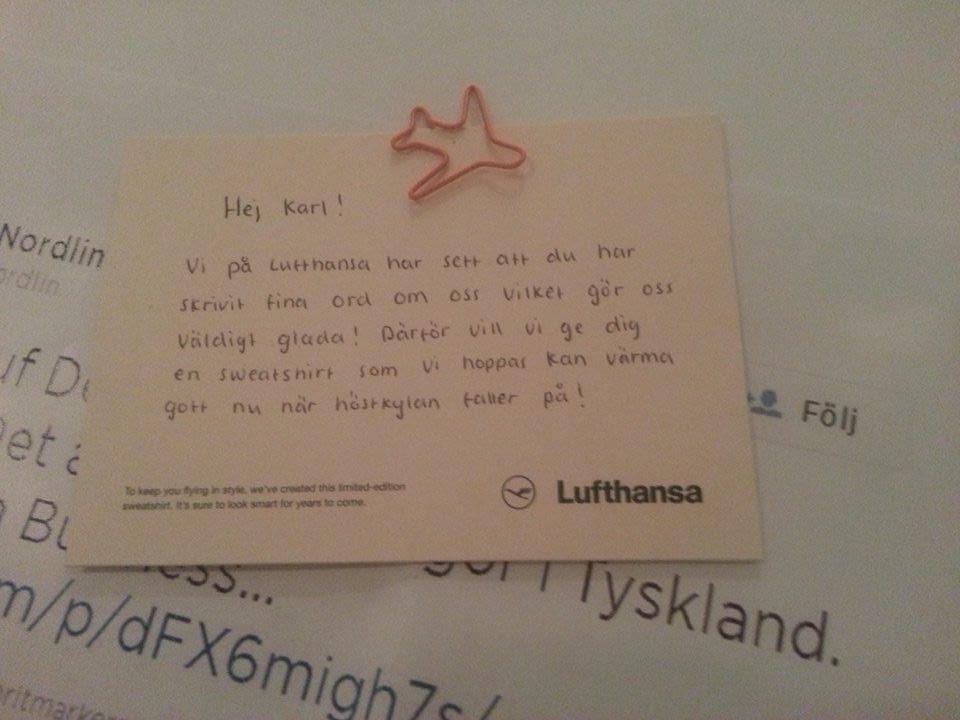 Hej Karl!
Vi på Lufthansa har sett att du har
skrivit fina ord om oss vilket gör oss
väldigt glada! Därför vill vi ge dig
en sweatshirt som vi hoppas kan värma
gott nu när höstkylan faller på!
To keep you flying in style, we've created this limited-edition
sweatshirt. It's sure to look smart for years to come.
Lufthansa
Nordlin
ordlin
Följ
Tyskland.
m/p/dFX6migh7s/